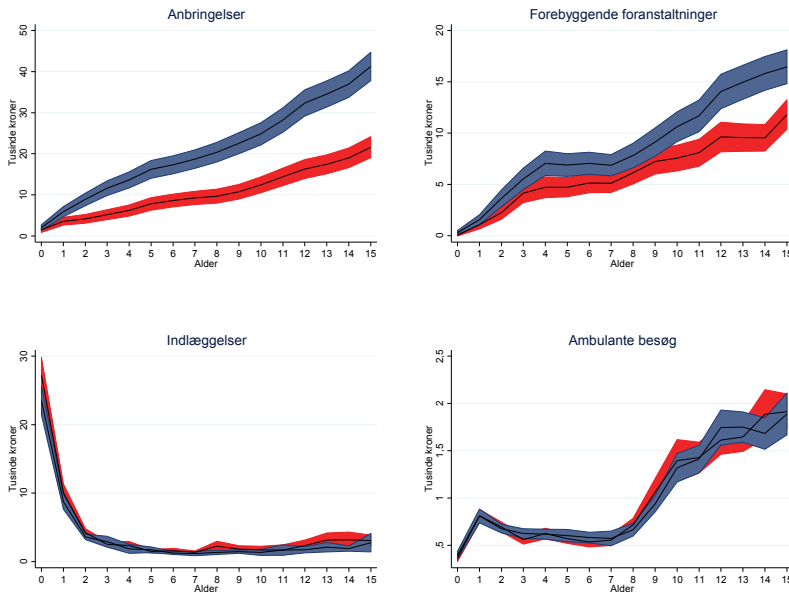 Anbringelser
Tusinde kroner
50
40
30
20
10
0
0 1 2 3 4 5 6 7 8 9 10 11 12 13 14 15
Alder
Forebyggende foranstaltninger
Tusinde kroner
20
15
10
5
0
0 1 2 3 4 5 6 7 8 9 10 11 12 13 14 15
Alder
Indlæggelser
Tusinde kroner
30
20
10
0
0 1 2 3 4 5 6 7 8 9 10 11 12 13 14 15
Alder
Ambulante besøg
Tusinde kroner
2.5
2
1.5
1
.5
0 1 2 3 4 5 6 7 8 9 10 11 12 13 14 15
Alder